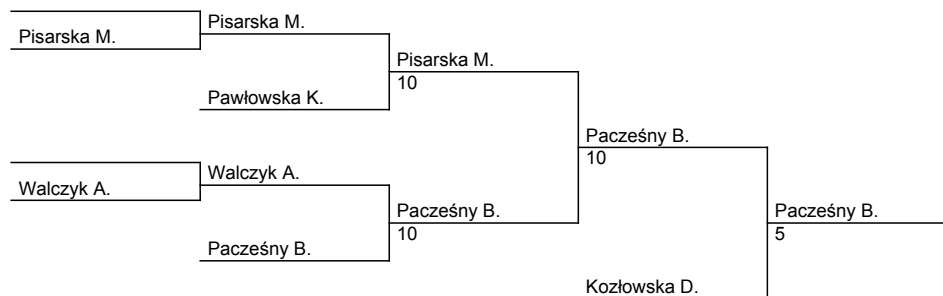 Pisarska M.
Pisarska M.
Pisarska M.
10
Pawłowska K.
Pacześny B.
10
Walczyk A.
Walczyk A.
Pacześny B.
10
Pacześny B.
5
Pacześny B.
Kozłowska D.